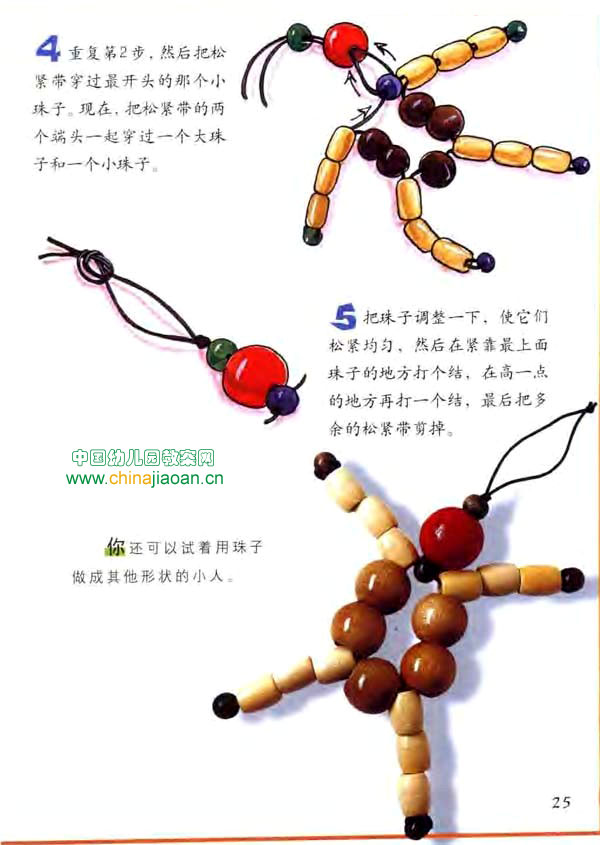 4 重复第2步，然后把松
紧带穿过最开头的那个小
珠子。现在，把松紧带的两
个端头一起穿过一个大珠
子和一个小珠子。
5 把珠子调整一下，使它们
松紧均匀，然后在紧靠最上面
珠子的地方打个结，在高一点
的地方再打一个结，最后把多
余的松紧带剪掉。
中国幼儿园教案网
www.chinajiaoan.cn
你还可以试着用珠子
做成其他形状的小人。
25